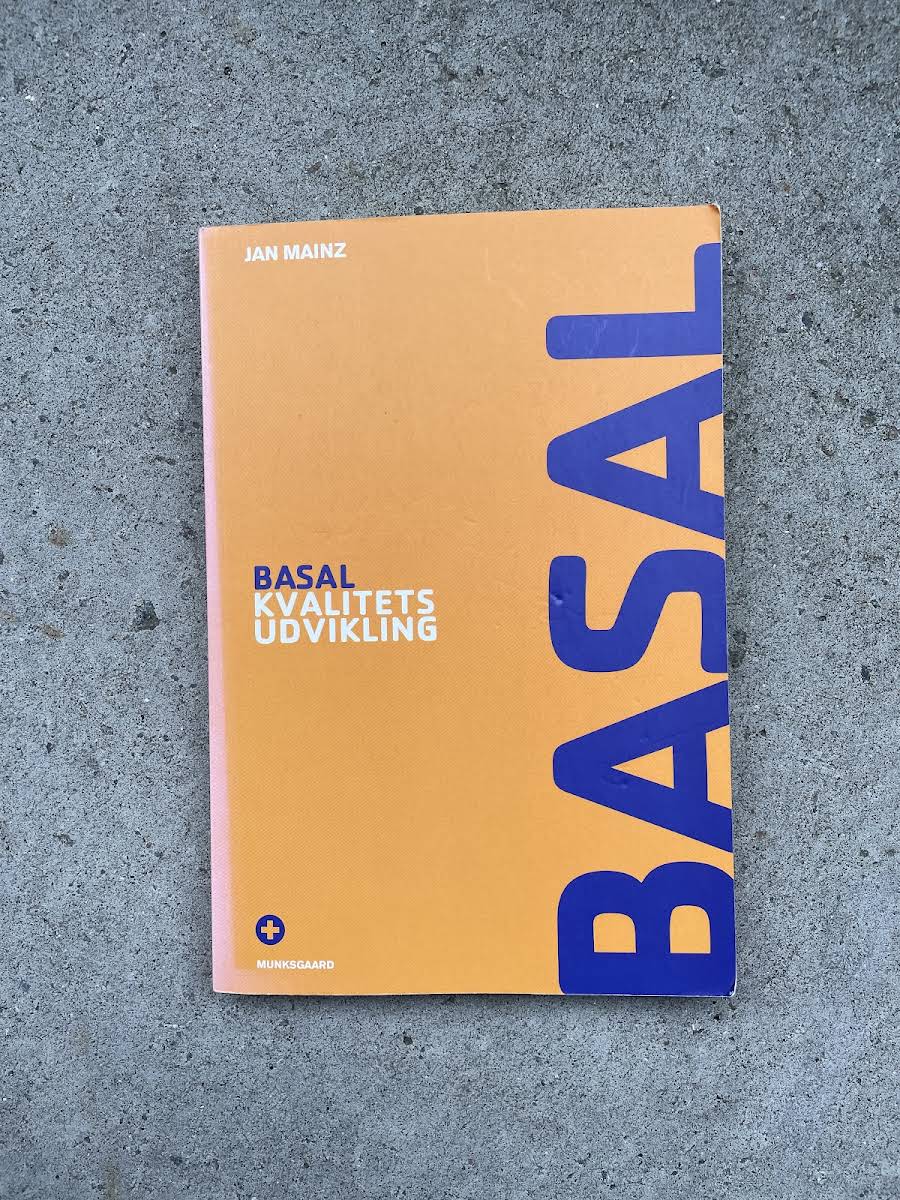 JAN MAINZ
BASAL
KVALITETS
UDVIKLING
MUNKSGAARD
BASAL